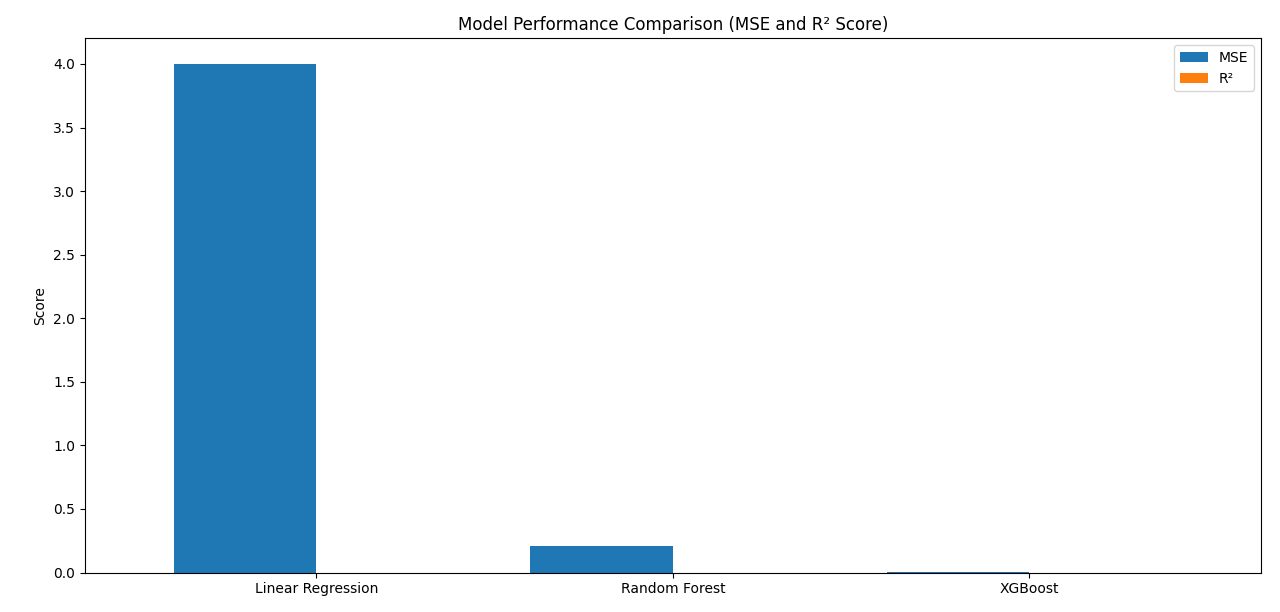 Model Performance Comparison (MSE and R² Score)
MSE
R²
4.0
3.5
3.0
2.5
2.0
1.5
1.0
0.5
0.0
Score
Linear Regression
Random Forest
XGBoost